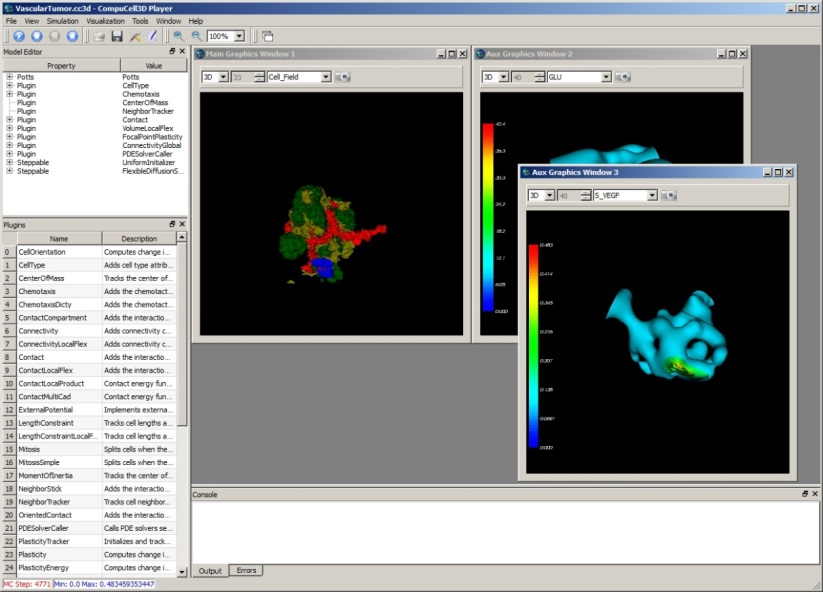 VascularTumor.cc3d - CompuCell3D Player
File View Simulation Visualization Tools Window Help
100%
Model Editor
Property Value
Potts Potts
Plugin CellType
Plugin Chemotaxis
Plugin CenterOfMass
Plugin NeighborTracker
Plugin Contact
Plugin VolumeLocalFlex
Plugin FocalPointPlasticity
Plugin ConnectivityGlobal
Plugin PDESolverCaller
Steppable UniformInitializer
Steppable FlexibleDiffusionS...
Plugins
Name Description
0 CellOrientation Computes change i...
1 CellType Adds cell type attrib...
2 CenterOfMass Tracks the center of...
3 Chemotaxis Adds the chemotact...
4 ChemotaxisDicty Adds the chemotact...
5 ContactCompartment Adds the interactio...
6 Connectivity Adds connectivity c...
7 ConnectivityLocalFlex Adds connectivity c...
8 Contact Adds the interactio...
9 ContactLocalFlex Adds the interactio...
10 ContactLocalProduct Contact energy fun...
11 ContactMultiCad Contact energy fun...
12 ExternalPotential Implements externa...
13 LengthConstraint Tracks cell lengths a...
14 LengthConstraintLocalF... Tracks cell lengths a...
15 Mitosis Splits cells when the...
16 MitosisSimple Splits cells when the...
17 MomentOfInertia Tracks the center of...
18 NeighborStick Adds the interactio...
19 NeighborTracker Tracks cell neighbor...
20 OrientedContact Adds the interactio...
21 PDESolverCaller Calls PDE solvers se...
22 PlasticityTracker Initializes and track...
23 Plasticity Computes change i...
24 PlasticityEnergy Computes change i...
MC Step: 4771 Min: 0.0 Max: 0.483459353447
Main Graphics Window 1
3D 33 Cell_Field
Aux Graphics Window 2
3D 40 GLU
42.4
36.3
30.3
24.2
18.2
12.1
6.05
0.000
Aux Graphics Window 3
3D 40 S_VEGF
0.483
0.414
0.345
0.276
0.207
0.138
0.0691
0.000
Console
Output Errors